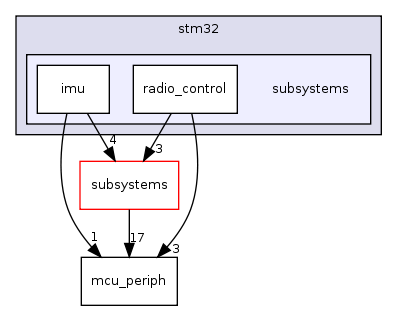 stm32
imu
radio_control
subsystems
4
3
subsystems
1
17
3
mcu_periph